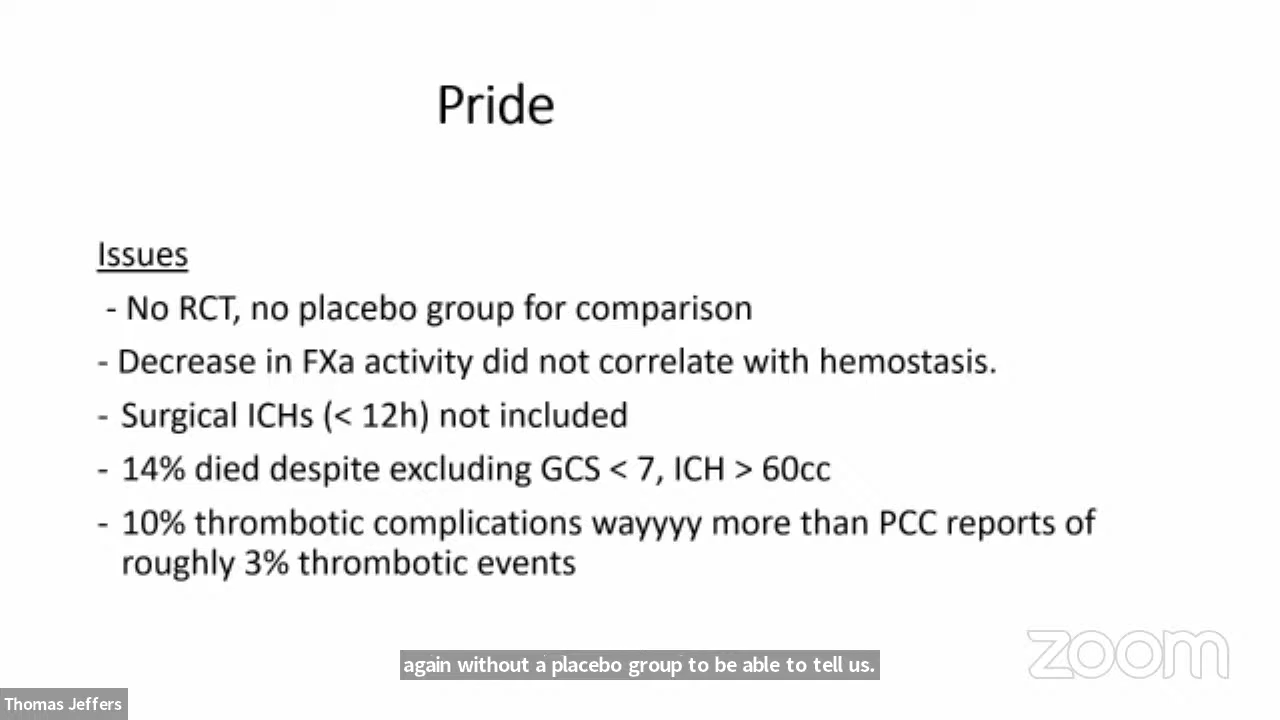 Pride
Issues
- No RCT, no placebo group for comparison
- Decrease in FXa activity did not correlate with hemostasis.
- Surgical ICHs (< 12h) not included
- 14% died despite excluding GCS < 7, ICH > 60cc
- 10% thrombotic complications wayyyy more than PCC reports of
roughly 3% thrombotic events
again without a placebo group to be able to tell us.
zoom
Thomas Jeffers